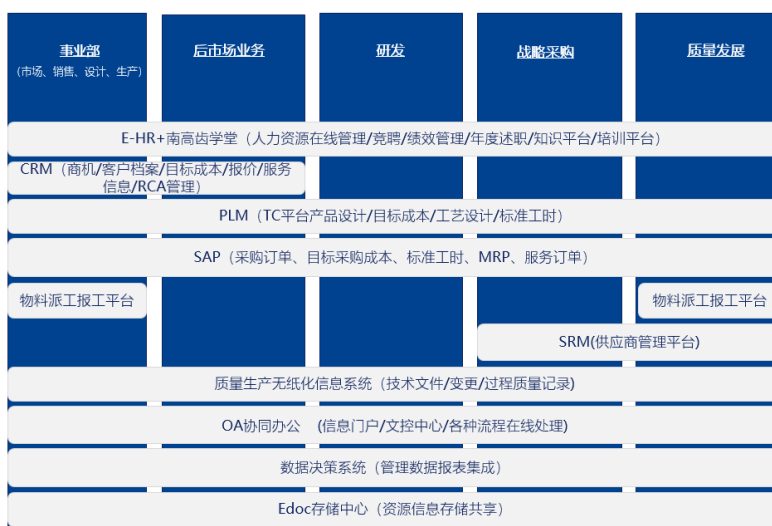 事业部
（市场、销售、设计、生产）
后市场业务
研发
战略采购
质量发展
E-HR+南高齿学堂（人力资源在线管理/竞聘/绩效管理/年度述职/知识平台/培训平台）
CRM（商机/客户档案/目标成本/报价/服务
信息/RCA管理）
PLM（TC平台产品设计/目标成本/工艺设计/标准工时）
SAP（采购订单、目标采购成本、标准工时、MRP、服务订单）
物料派工报工平台
物料派工报工平台
SRM(供应商管理平台)
质量生产无纸化信息系统（技术文件/变更/过程质量记录)
OA协同办公 (信息门户/文控中心/各种流程在线处理)
数据决策系统（管理数据报表集成）
Edoc存储中心（资源信息存储共享）